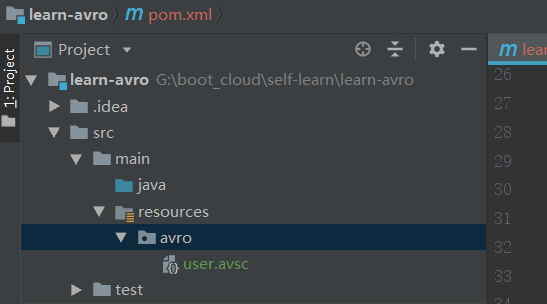 learn-avro pom.xml
Project
1: Project
learn-avro G:\boot_cloud\self-learn\learn-avro
.idea
src
main
java
resources
avro
user.avsc
test
lear
26
27
28
29
30
31
32
33